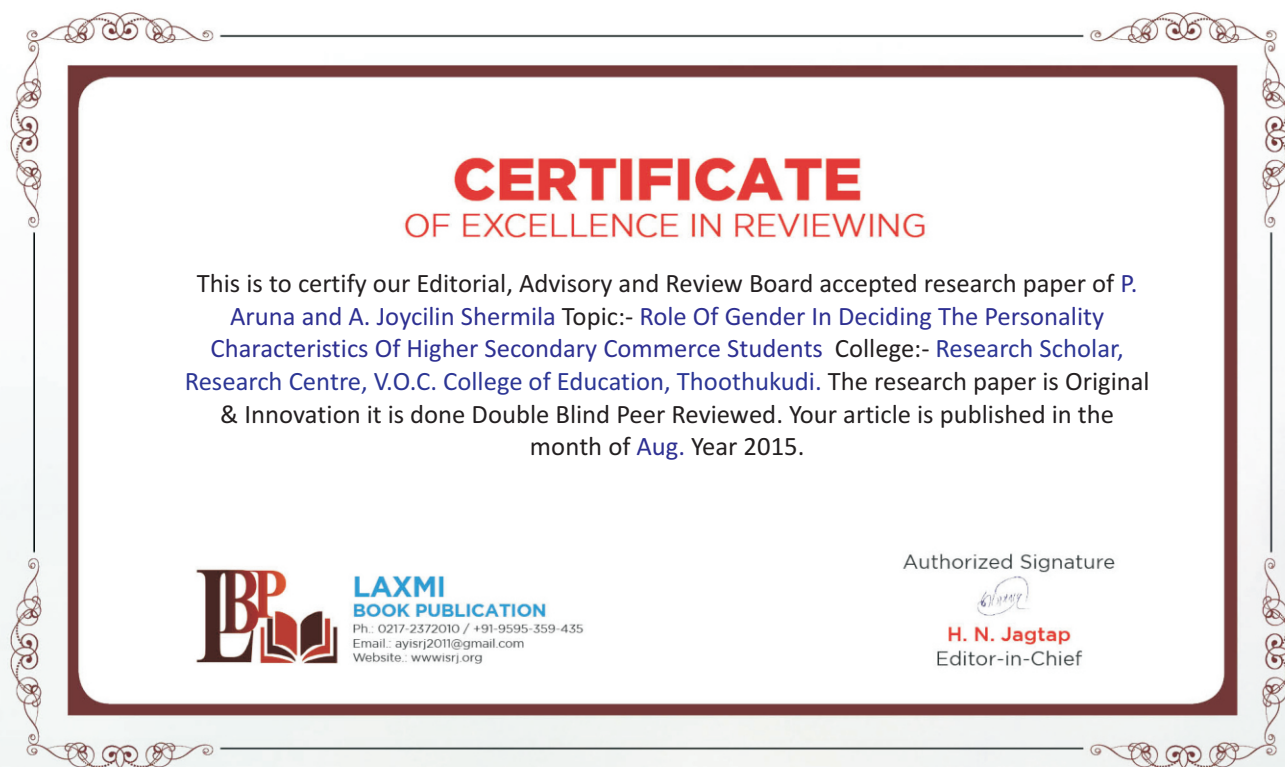 CERTIFICATE
OF EXCELLENCE IN REVIEWING
This is to certify our Editorial, Advisory and Review Board accepted research paper of P.
Aruna and A. Joycilin Shermila Topic:- Role Of Gender In Deciding The Personality
Characteristics Of Higher Secondary Commerce Students College:- Research Scholar,
Research Centre, V.O.C. College of Education, Thoothukudi. The research paper is Original
& Innovation it is done Double Blind Peer Reviewed. Your article is published in the
month of Aug. Year 2015.
LBP
LAXMI
BOOK PUBLICATION
Ph.: 0217-2372010 / +91-9595-359-435
Email.: ayisrj2011@gmail.com
Website.: wwwisrj.org
Authorized Signature
H. N. Jagtap
Editor-in-Chief